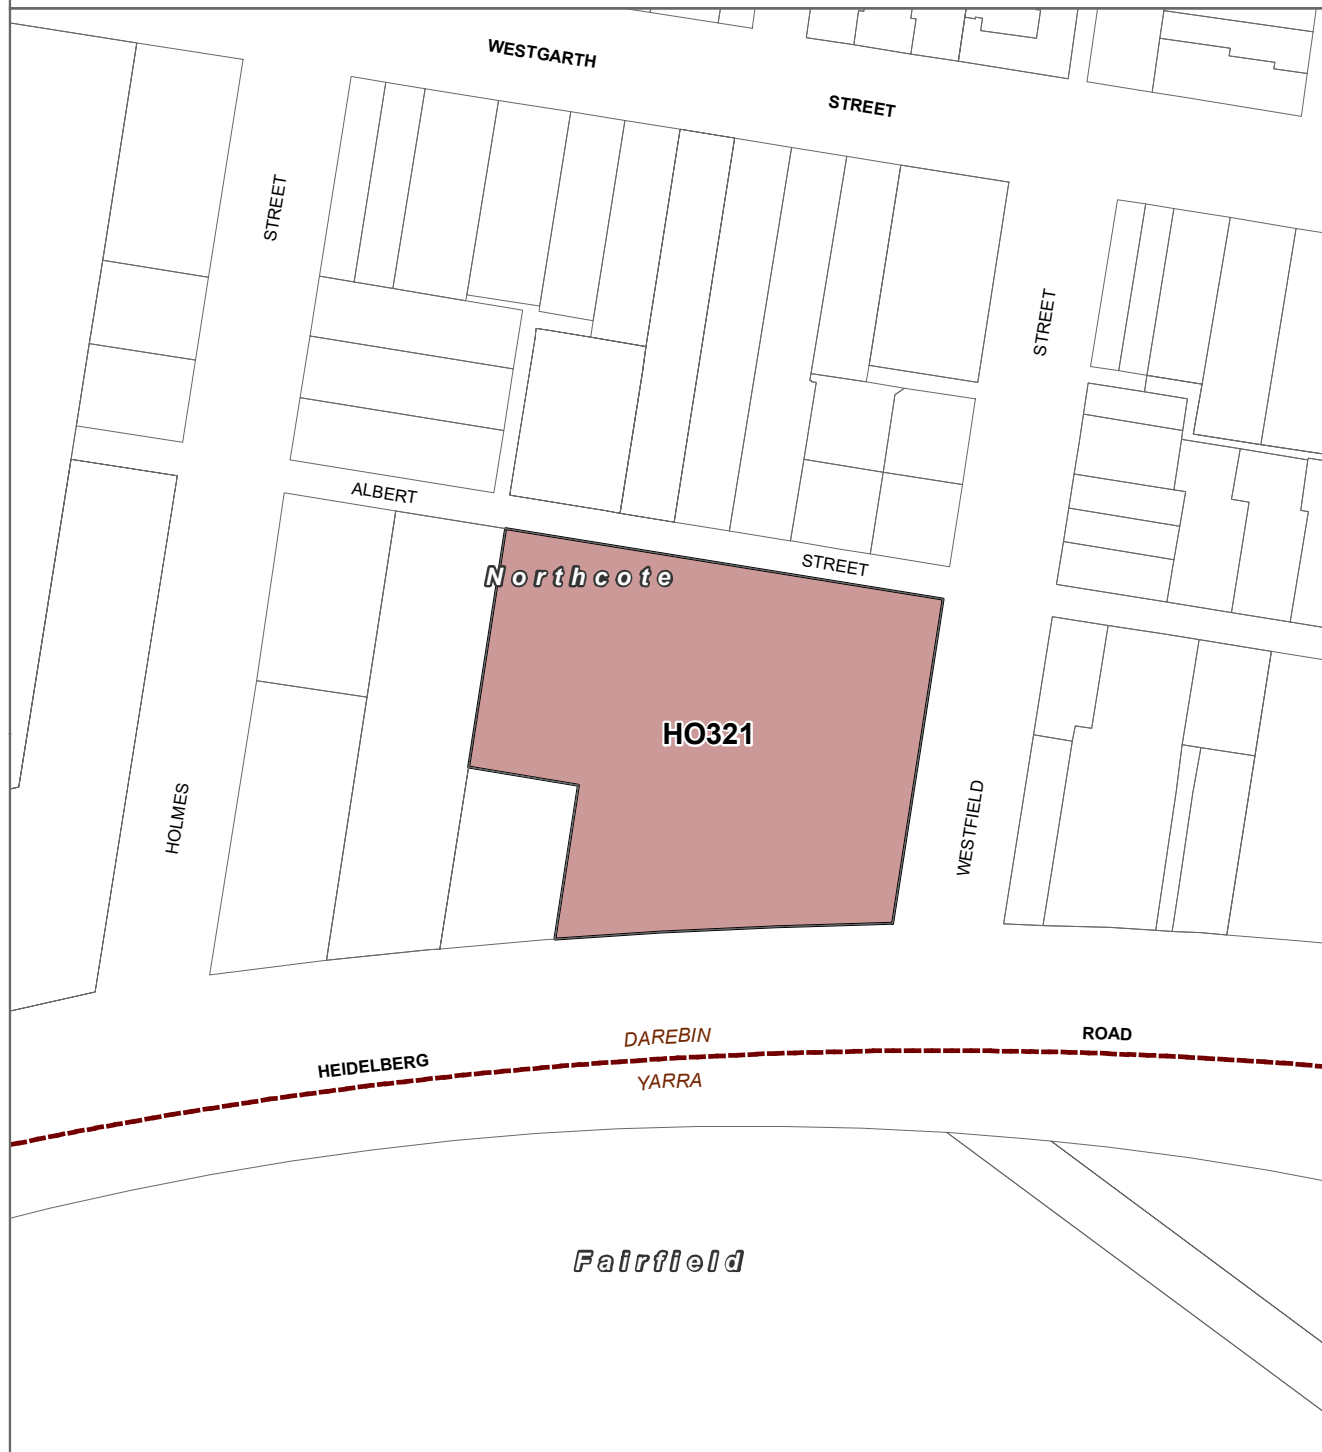 WESTGARTH
STREET
STREET
STREET
ALBERT
STREET
Northcote
HO321
HOLMES
WESTFIELD
DAREBIN
ROAD
HEIDELBERG
YARRA
Fairfield